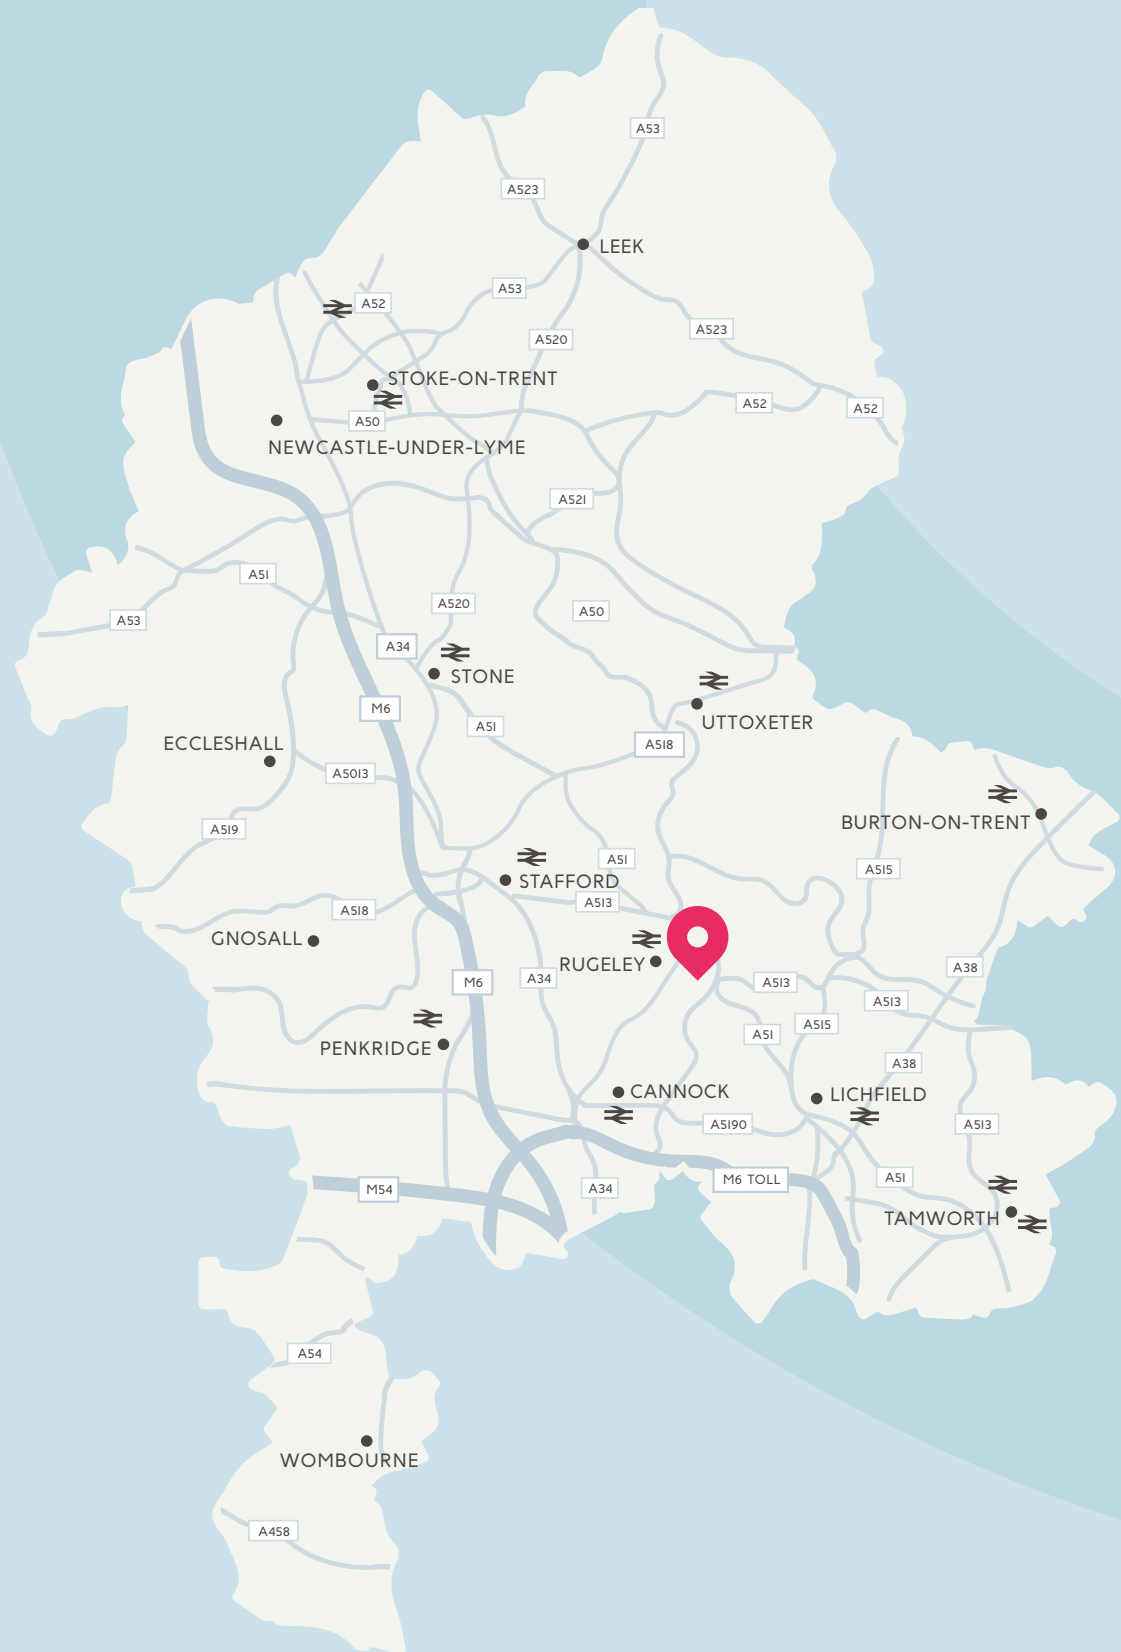 A53
A523
LEEK
A53
A52
A523
A520
STOKE-ON-TRENT
A52
A52
A50
NEWCASTLE-UNDER-LYME
A521
A51
A520
A50
A53
A34
STONE
M6
UTTOXETER
A51
ECCLESHALL
A518
A5013
BURTON-ON-TRENT
A519
A51
A515
STAFFORD
A513
A518
GNOSALL
RUGELEY
A38
M6
A34
A513
A513
A515
A51
PENKRIDGE
A38
CANNOCK
LICHFIELD
A5190
A513
M6 TOLL
A51
M54
A34
TAMWORTH
A54
WOMBOURNE
A458